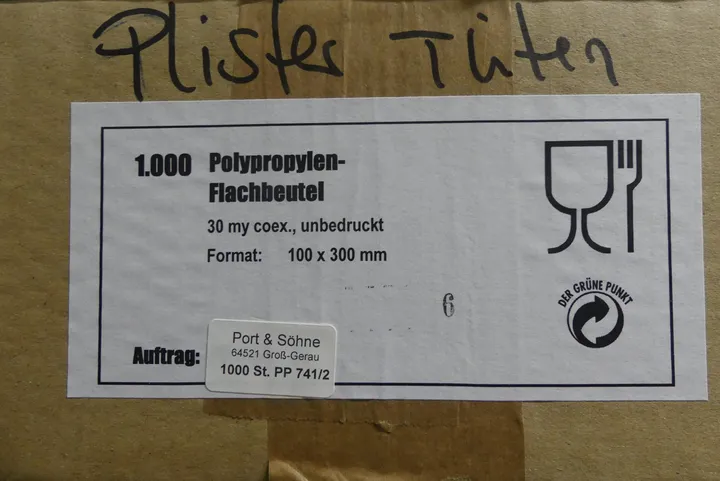 Plister Tüten
1.000 Polypropylen-
Flachbeutel
30 my coex., unbedruckt
Format: 100 x 300 mm
6
DER GRÜNE PUNKT
Auftrag:
Port & Söhne
64521 Groß-Gerau
1000 St. PP 741/2